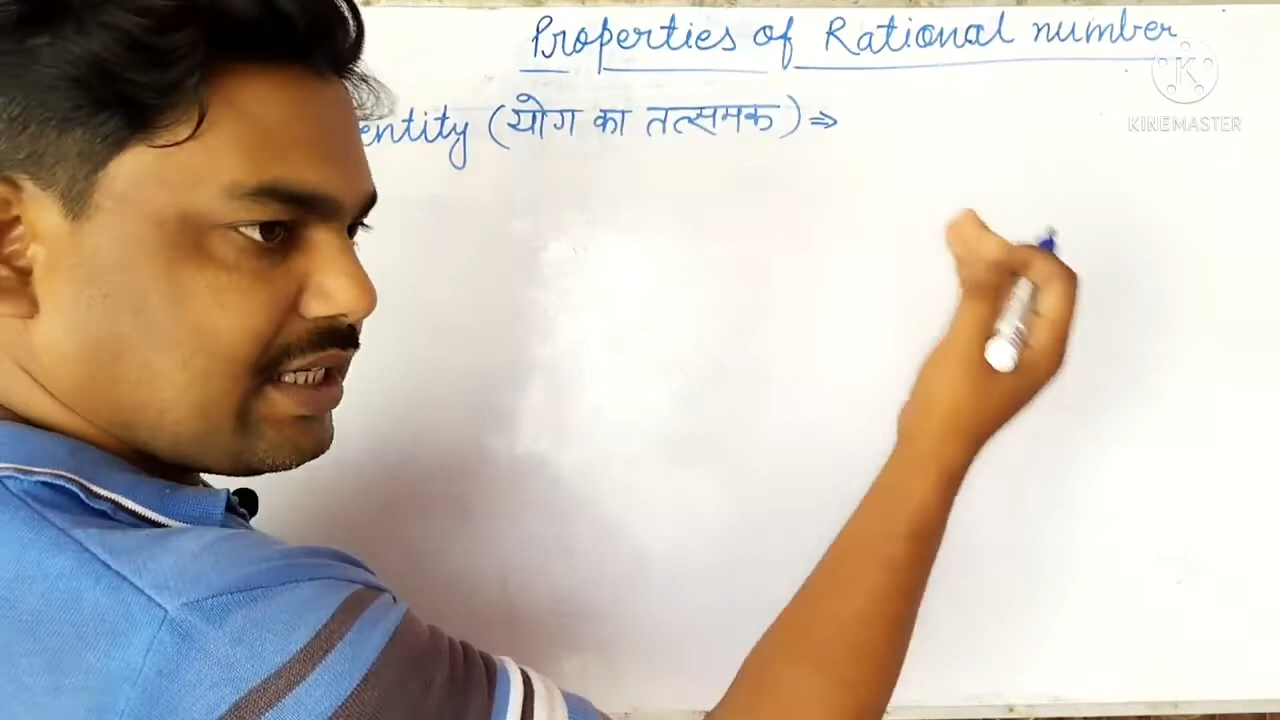 Properties of Rational number
entity (योग का तत्समक) ⇒
K
KINEMASTER